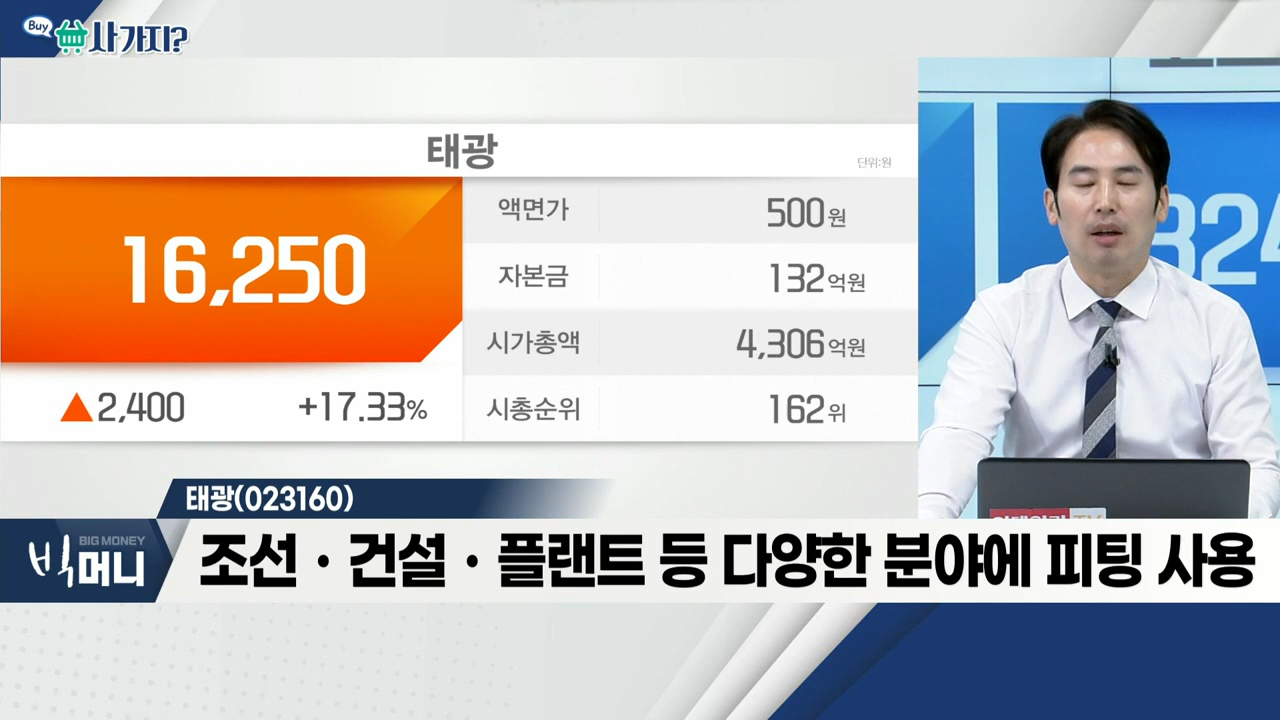 Buy
사가지?
태광
단위:원
16,250
▲2,400 +17.33%
액면가 500원
자본금 132억원
시가총액 4,306억원
시총순위 162위
324
태광(023160)
BIG MONEY
빅머니
조선·건설·플랜트 등 다양한 분야에 피팅 사용